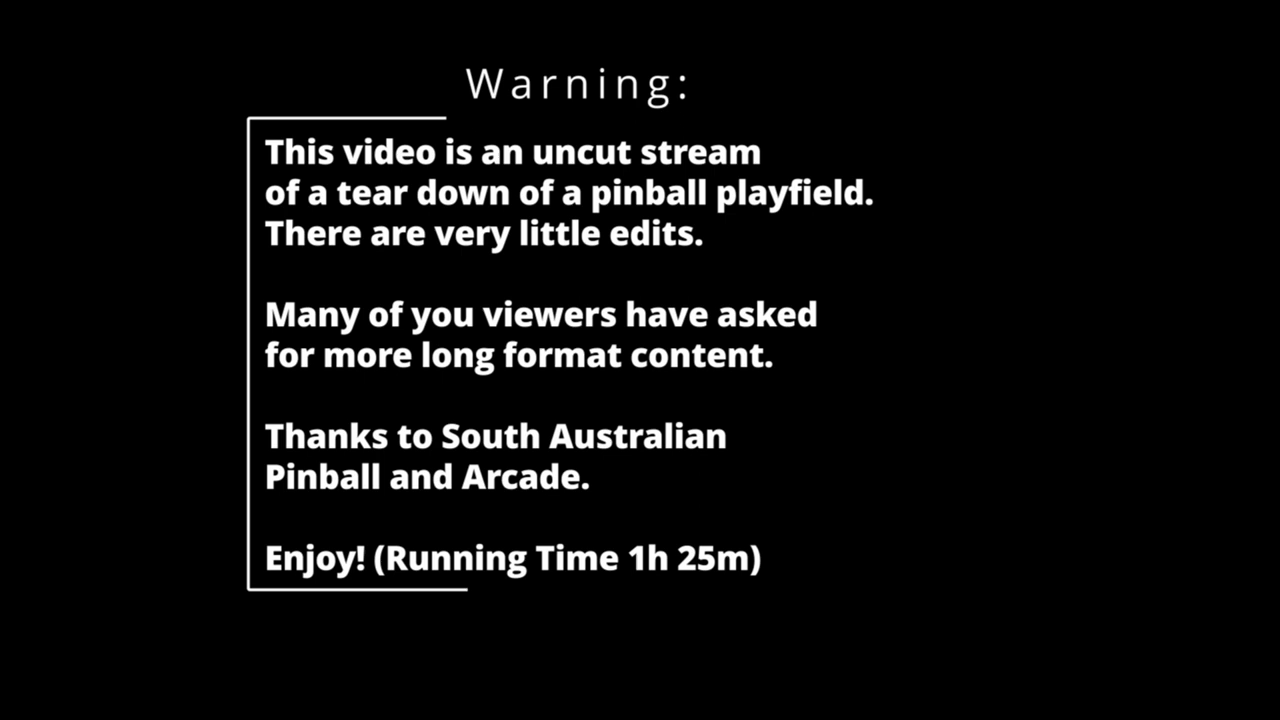 Warning:
This video is an uncut stream
of a tear down of a pinball playfield.
There are very little edits.
Many of you viewers have asked
for more long format content.
Thanks to South Australian
Pinball and Arcade.
Enjoy! (Running Time 1h 25m)